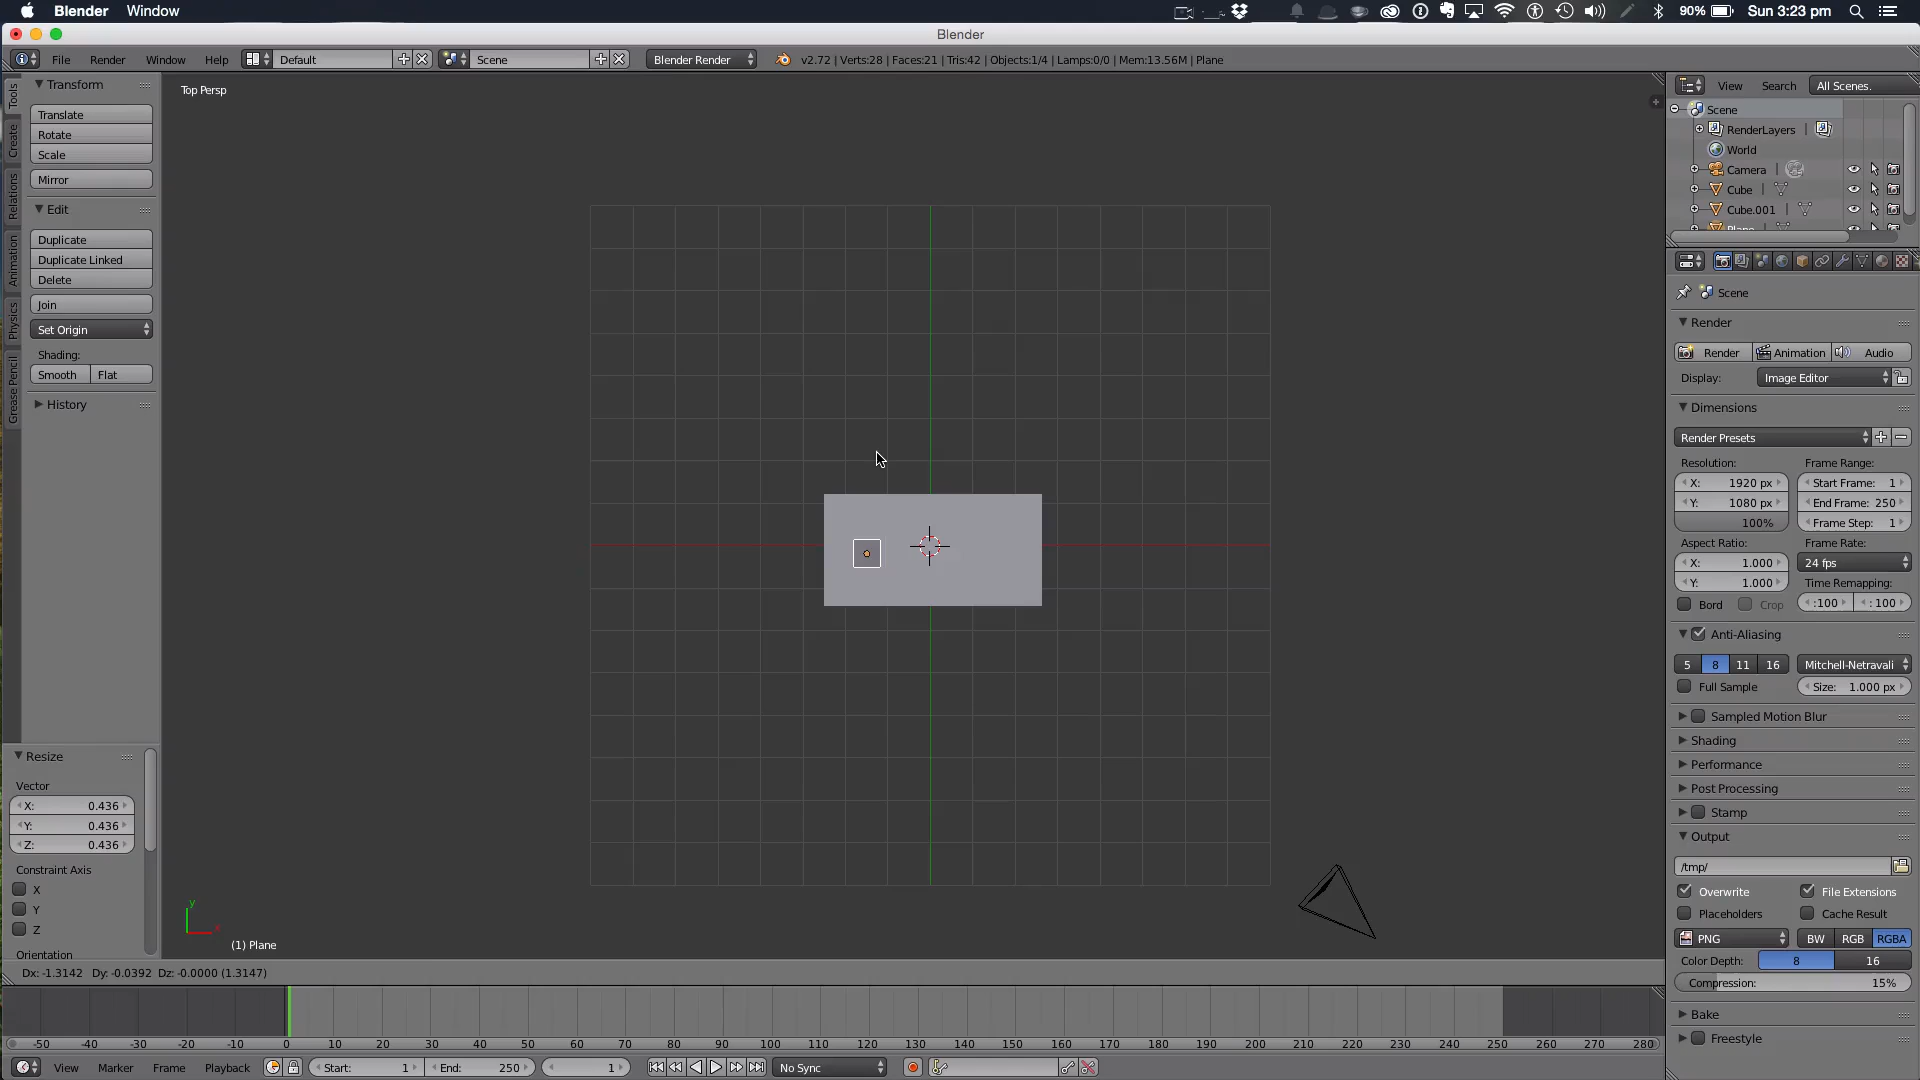 Blender Window 90% Sun 3:23 pm
Blender
File Render Window Help Default Scene Blender Render v2.72 | Verts:28 | Faces:21 | Tris:42 | Objects:1/4 | Lamps:0/0 | Mem:13.56M | Plane
Tools
Create
Relations
Animation
Physics
Grease Pencil
Transform
Translate
Rotate
Scale
Mirror
Edit
Duplicate
Duplicate Linked
Delete
Join
Set Origin
Shading:
Smooth Flat
History
Resize
Vector
X: 0.436
Y: 0.436
Z: 0.436
Constraint Axis
X
Y
Z
Orientation
Top Persp
y
x
(1) Plane
Dx: -1.3142 Dy: -0.0392 Dz: -0.0000 (1.3147)
-50 -40 -30 -20 -10 0 10 20 30 40 50 60 70 80 90 100 110 120 130 140 150 160 170 180 190 200 210 220 230 240 250 260 270 280
View Marker Frame Playback Start: 1 End: 250 1 No Sync
View Search All Scenes.
Scene
RenderLayers
World
Camera
Cube
Cube.001
Plane
Scene
Render
Render Animation Audio
Display: Image Editor
Dimensions
Render Presets
Resolution: Frame Range:
X: 1920 px Start Frame: 1
Y: 1080 px End Frame: 250
100% Frame Step: 1
Aspect Ratio: Frame Rate:
X: 1.000 24 fps
Y: 1.000 Time Remapping:
Bord Crop :100 : 100
Anti-Aliasing
5 8 11 16 Mitchell-Netravali
Full Sample Size: 1.000 px
Sampled Motion Blur
Shading
Performance
Post Processing
Stamp
Output
/tmp/
Overwrite File Extensions
Placeholders Cache Result
PNG BW RGB RGBA
Color Depth: 8 16
Compression: 15%
Bake
Freestyle